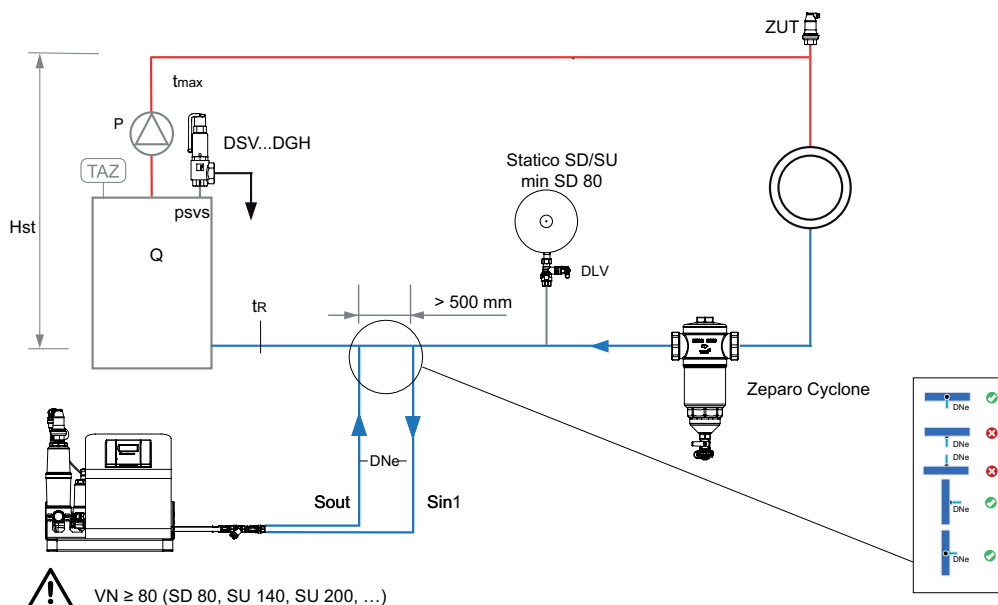 ZUT
tmax
P
DSV...DGH
TAZ
Statico SD/SU
min SD 80
psvs
Hst
Q
DLV
> 500 mm
tR
Zeparo Cyclone
DNe
DNe
DNe
DNe
DNe
DNe
Sout
Sin1
VN ≥ 80 (SD 80, SU 140, SU 200, …)